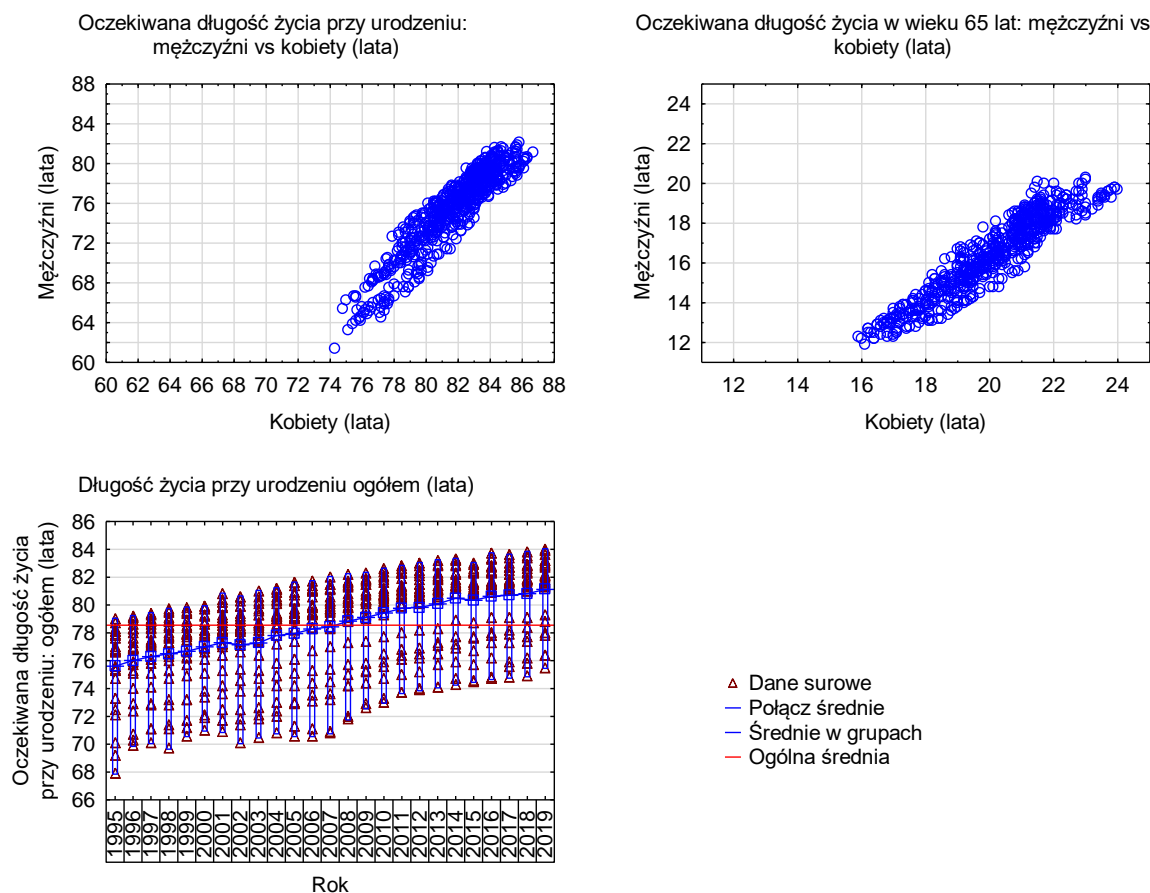 Oczekiwana długość życia przy urodzeniu:
mężczyźni vs kobiety (lata)
88
84
80
76
72
68
64
60
Mężczyźni (lata)
60 62 64 66 68 70 72 74 76 78 80 82 84 86 88
Kobiety (lata)
Oczekiwana długość życia w wieku 65 lat: mężczyźni vs
kobiety (lata)
24
22
20
18
16
14
12
Mężczyźni (lata)
12 14 16 18 20 22 24
Kobiety (lata)
Długość życia przy urodzeniu ogółem (lata)
86
84
82
80
78
76
74
72
70
68
66
Oczekiwana długość życia
przy urodzeniu: ogółem (lata)
1995 1996 1997 1998 1999 2000 2001 2002 2003 2004 2005 2006 2007 2008 2009 2010 2011 2012 2013 2014 2015 2016 2017 2018 2019
Rok
Dane surowe
Połącz średnie
Średnie w grupach
Ogólna średnia